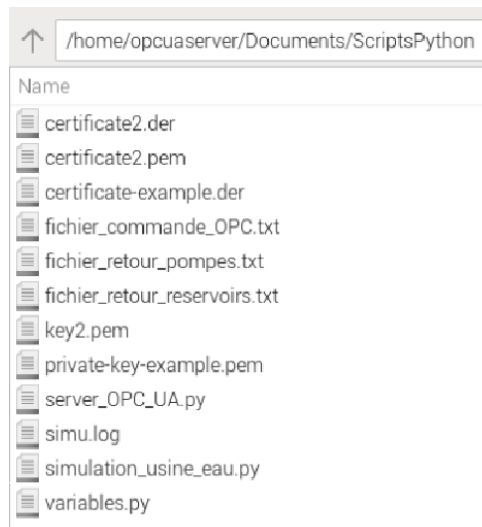 /home/opcuaserver/Documents/ScriptsPython
Name
certificate2.der
certificate2.pem
certificate-example.der
fichier_commande_OPC.txt
fichier_retour_pompes.txt
fichier_retour_reservoirs.txt
key2.pem
private-key-example.pem
server_OPC_UA.py
simu.log
simulation_usine_eau.py
variables.py